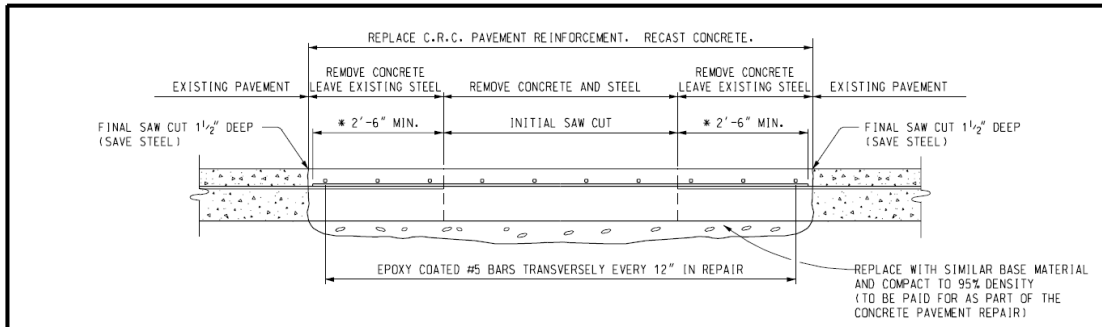 REPLACE C.R.C. PAVEMENT REINFORCEMENT. RECAST CONCRETE.
EXISTING PAVEMENT
REMOVE CONCRETE
LEAVE EXISTING STEEL
REMOVE CONCRETE AND STEEL
REMOVE CONCRETE
LEAVE EXISTING STEEL
EXISTING PAVEMENT
FINAL SAW CUT 1 1/2" DEEP
(SAVE STEEL)
* 2'-6" MIN.
INITIAL SAW CUT
* 2'-6" MIN.
FINAL SAW CUT 1 1/2" DEEP
(SAVE STEEL)
EPOXY COATED #5 BARS TRANSVERSELY EVERY 12" IN REPAIR
REPLACE WITH SIMILAR BASE MATERIAL
AND COMPACT TO 95% DENSITY
(TO BE PAID FOR AS PART OF THE
CONCRETE PAVEMENT REPAIR)